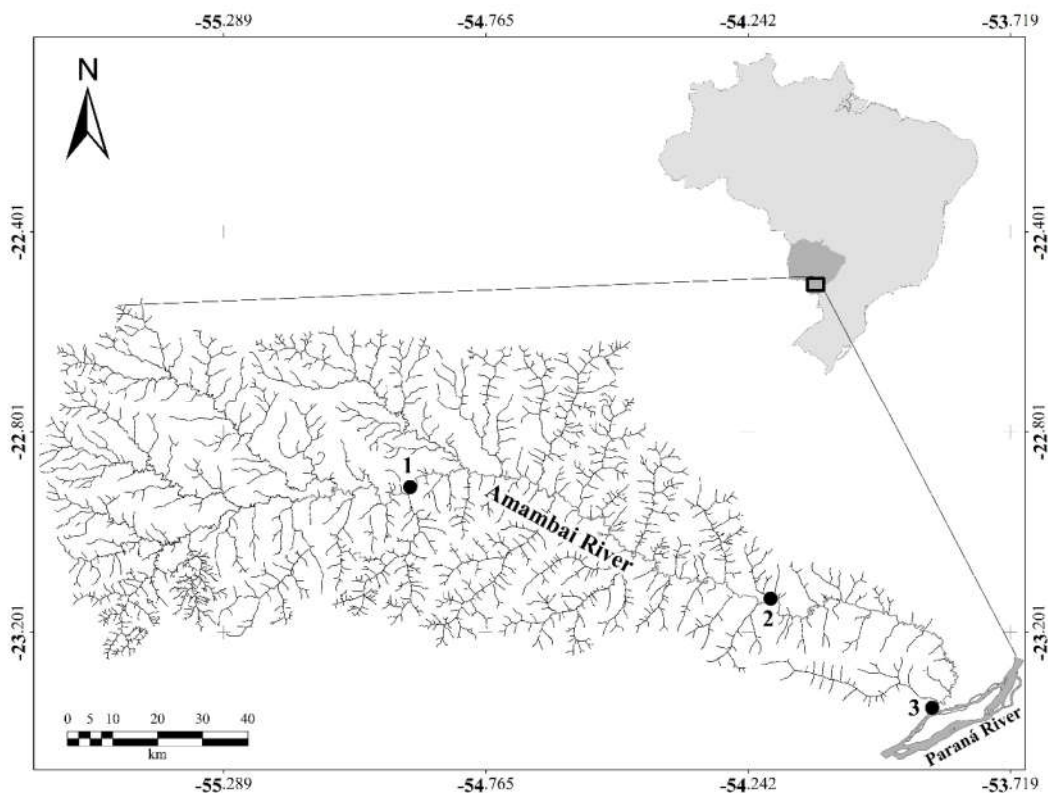 -55.289 -54.765 -54.242 -53.719
N
-22.401 -22.401
-22.801 -22.801
1
Amambai River
2
-23.201 -23.201
3
Paraná River
0 5 10 20 30 40
km
-55.289 -54.765 -54.242 -53.719